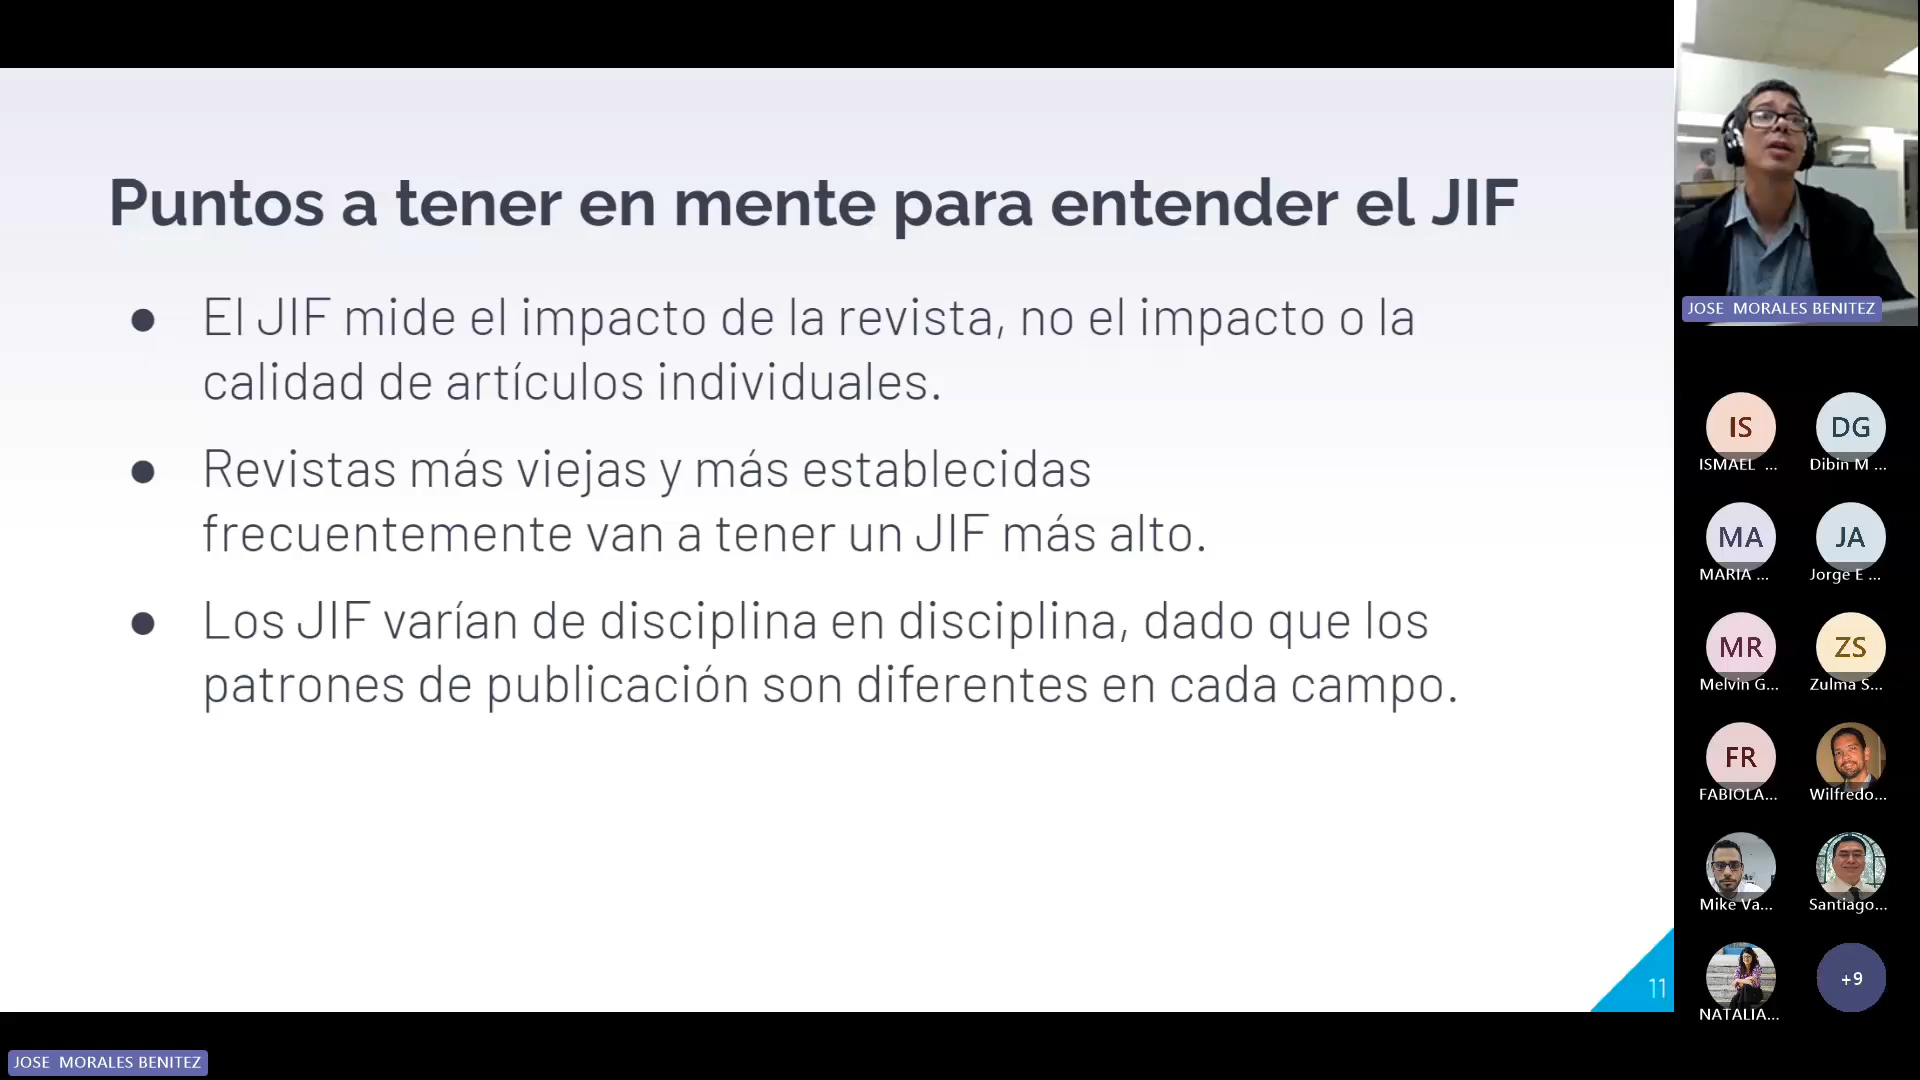 Puntos a tener en mente para entender el JIF
● El JIF mide el impacto de la revista, no el impacto o la
calidad de artículos individuales.
● Revistas más viejas y más establecidas
frecuentemente van a tener un JIF más alto.
● Los JIF varían de disciplina en disciplina, dado que los
patrones de publicación son diferentes en cada campo.
11
JOSE MORALES BENITEZ
IS
DG
ISMAEL ...
Dibin M ...
MA
JA
MARIA ...
Jorge E ...
MR
ZS
Melvin G...
Zulma S...
FR
FABIOLA...
Wilfredo...
Mike Va...
Santiago...
+9
NATALIA...
JOSE MORALES BENITEZ